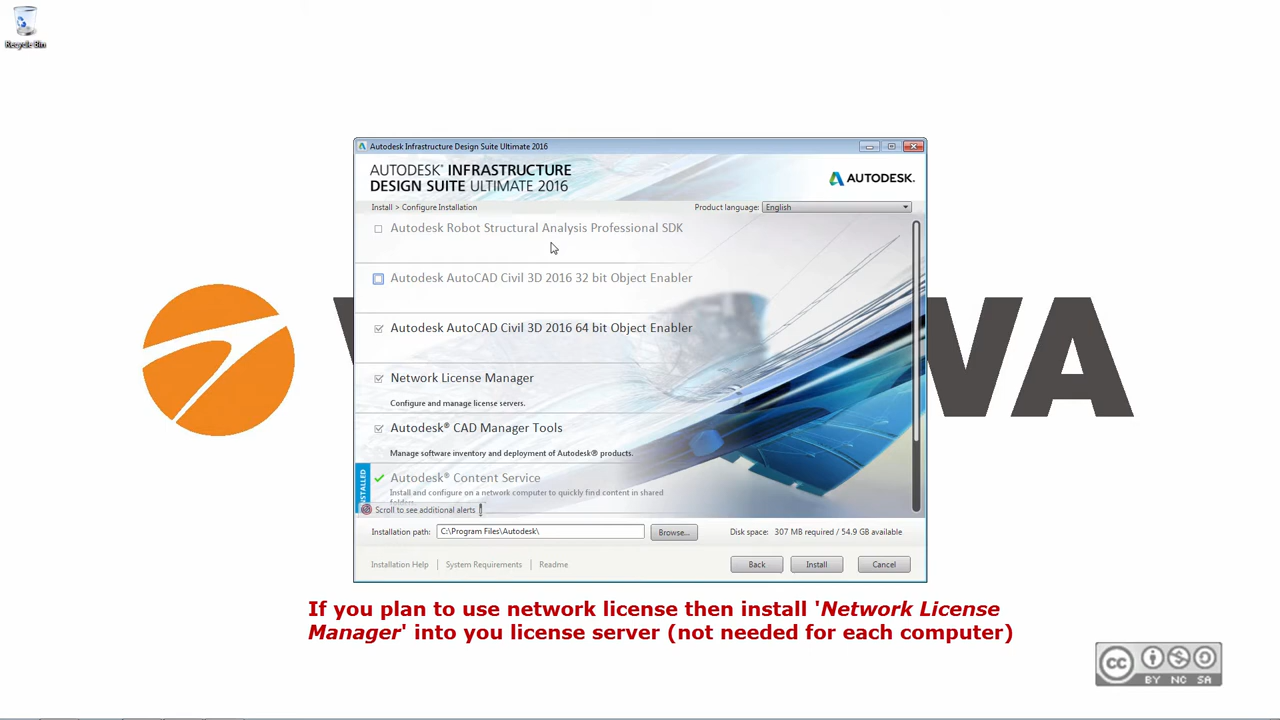 Recycle Bin
Autodesk Infrastructure Design Suite Ultimate 2016
AUTODESK® INFRASTRUCTURE
DESIGN SUITE ULTIMATE 2016
AUTODESK.
Install > Configure Installation
Product language: English
Autodesk Robot Structural Analysis Professional SDK
Autodesk AutoCAD Civil 3D 2016 32 bit Object Enabler
Autodesk AutoCAD Civil 3D 2016 64 bit Object Enabler
Network License Manager
Configure and manage license servers.
Autodesk® CAD Manager Tools
Manage software inventory and deployment of Autodesk® products.
Autodesk® Content Service
Install and configure on a network computer to quickly find content in shared
Scroll to see additional alerts
Installation path: C:\Program Files\Autodesk\ Browse... Disk space: 307 MB required / 54.9 GB available
Installation Help System Requirements Readme Back Install Cancel
WA
If you plan to use network license then install 'Network License
Manager' into you license server (not needed for each computer)
cc
BY NC SA